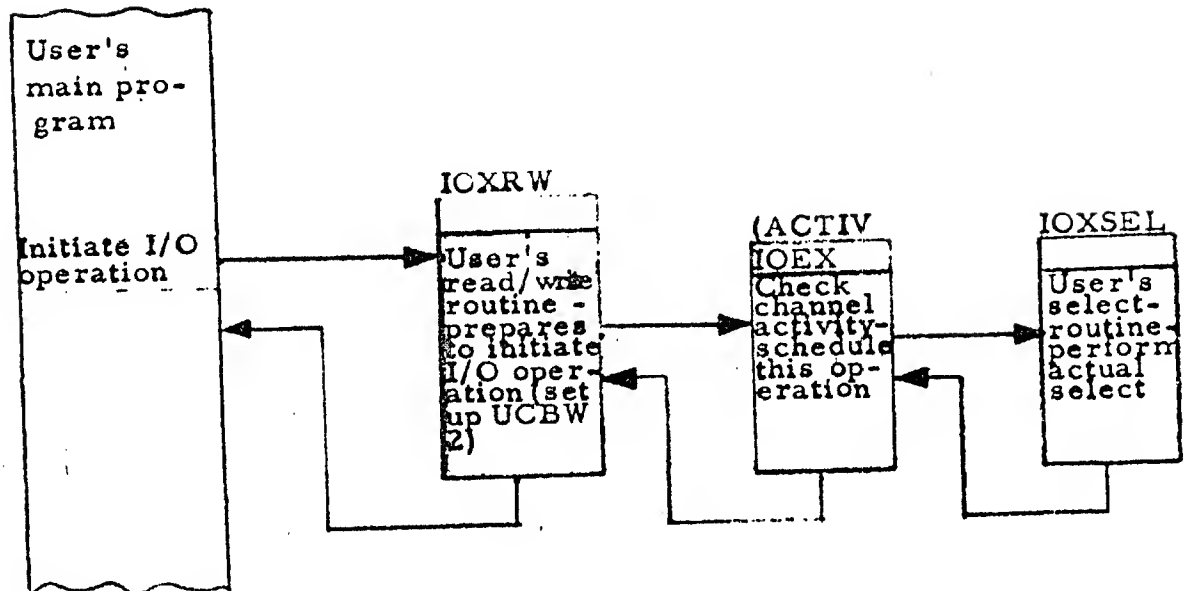 User's
main pro-
gram
Initiate I/O
operation
IOXRW
User's
read/write
routine -
prepares
to initiate
I/O oper-
ation (set
up UCBW
2)
(ACTIV
IOEX
Check
channel
activity-
schedule
this op-
eration
IOXSEL
User's
select-
routine-
perform
actual
select